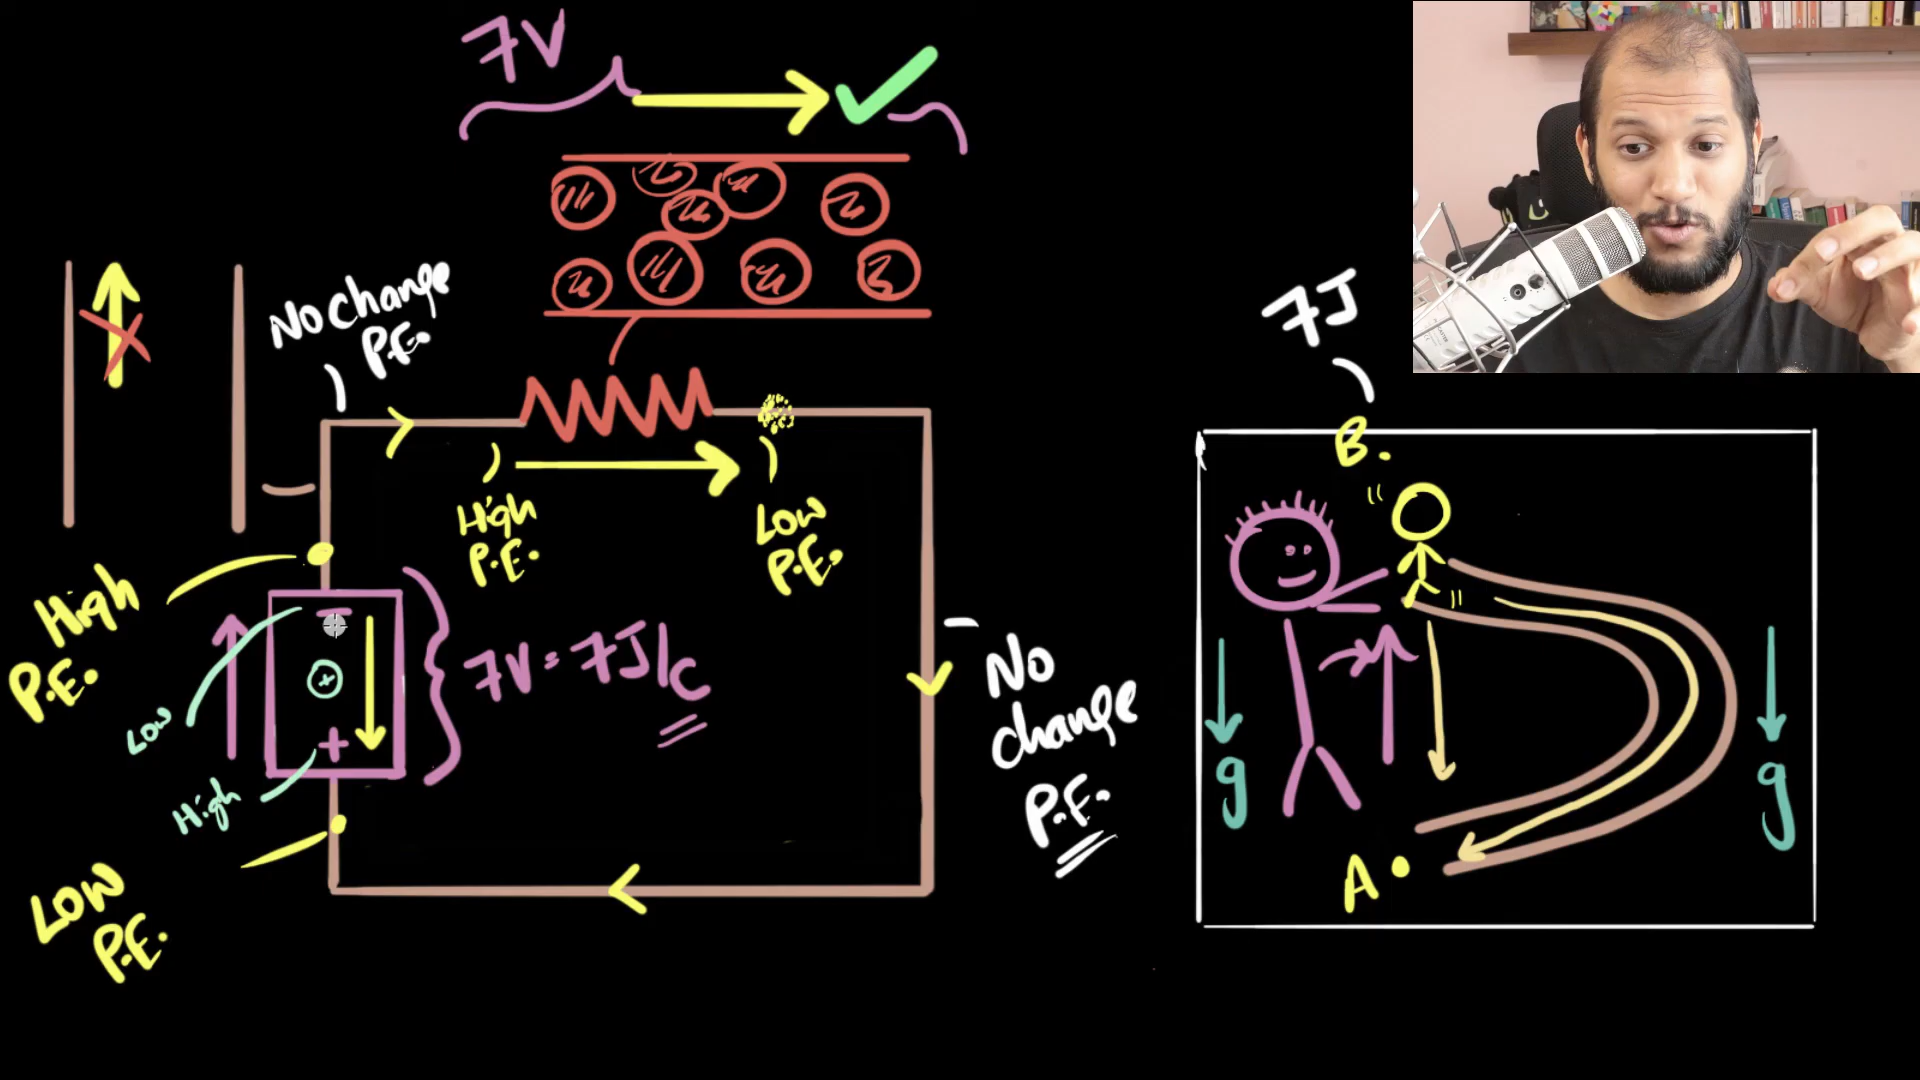 7V
No change
P.E.
7J
B.
High
P.E.
Low
P.E.
High
P.E.
Low
7V = 7J/C
High
No
change
P.E.
g
g
A
Low
P.E.